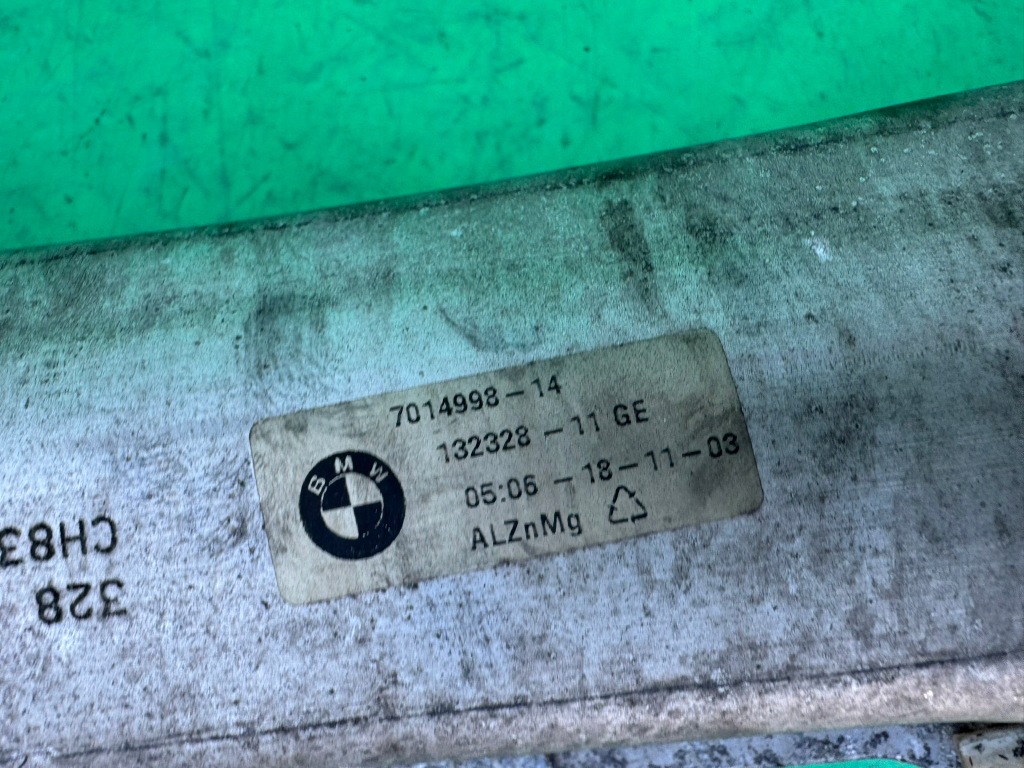 7014998-14
132328-11 GE
05:06-18-11-03
ALZnMg
BMW
328
CH83